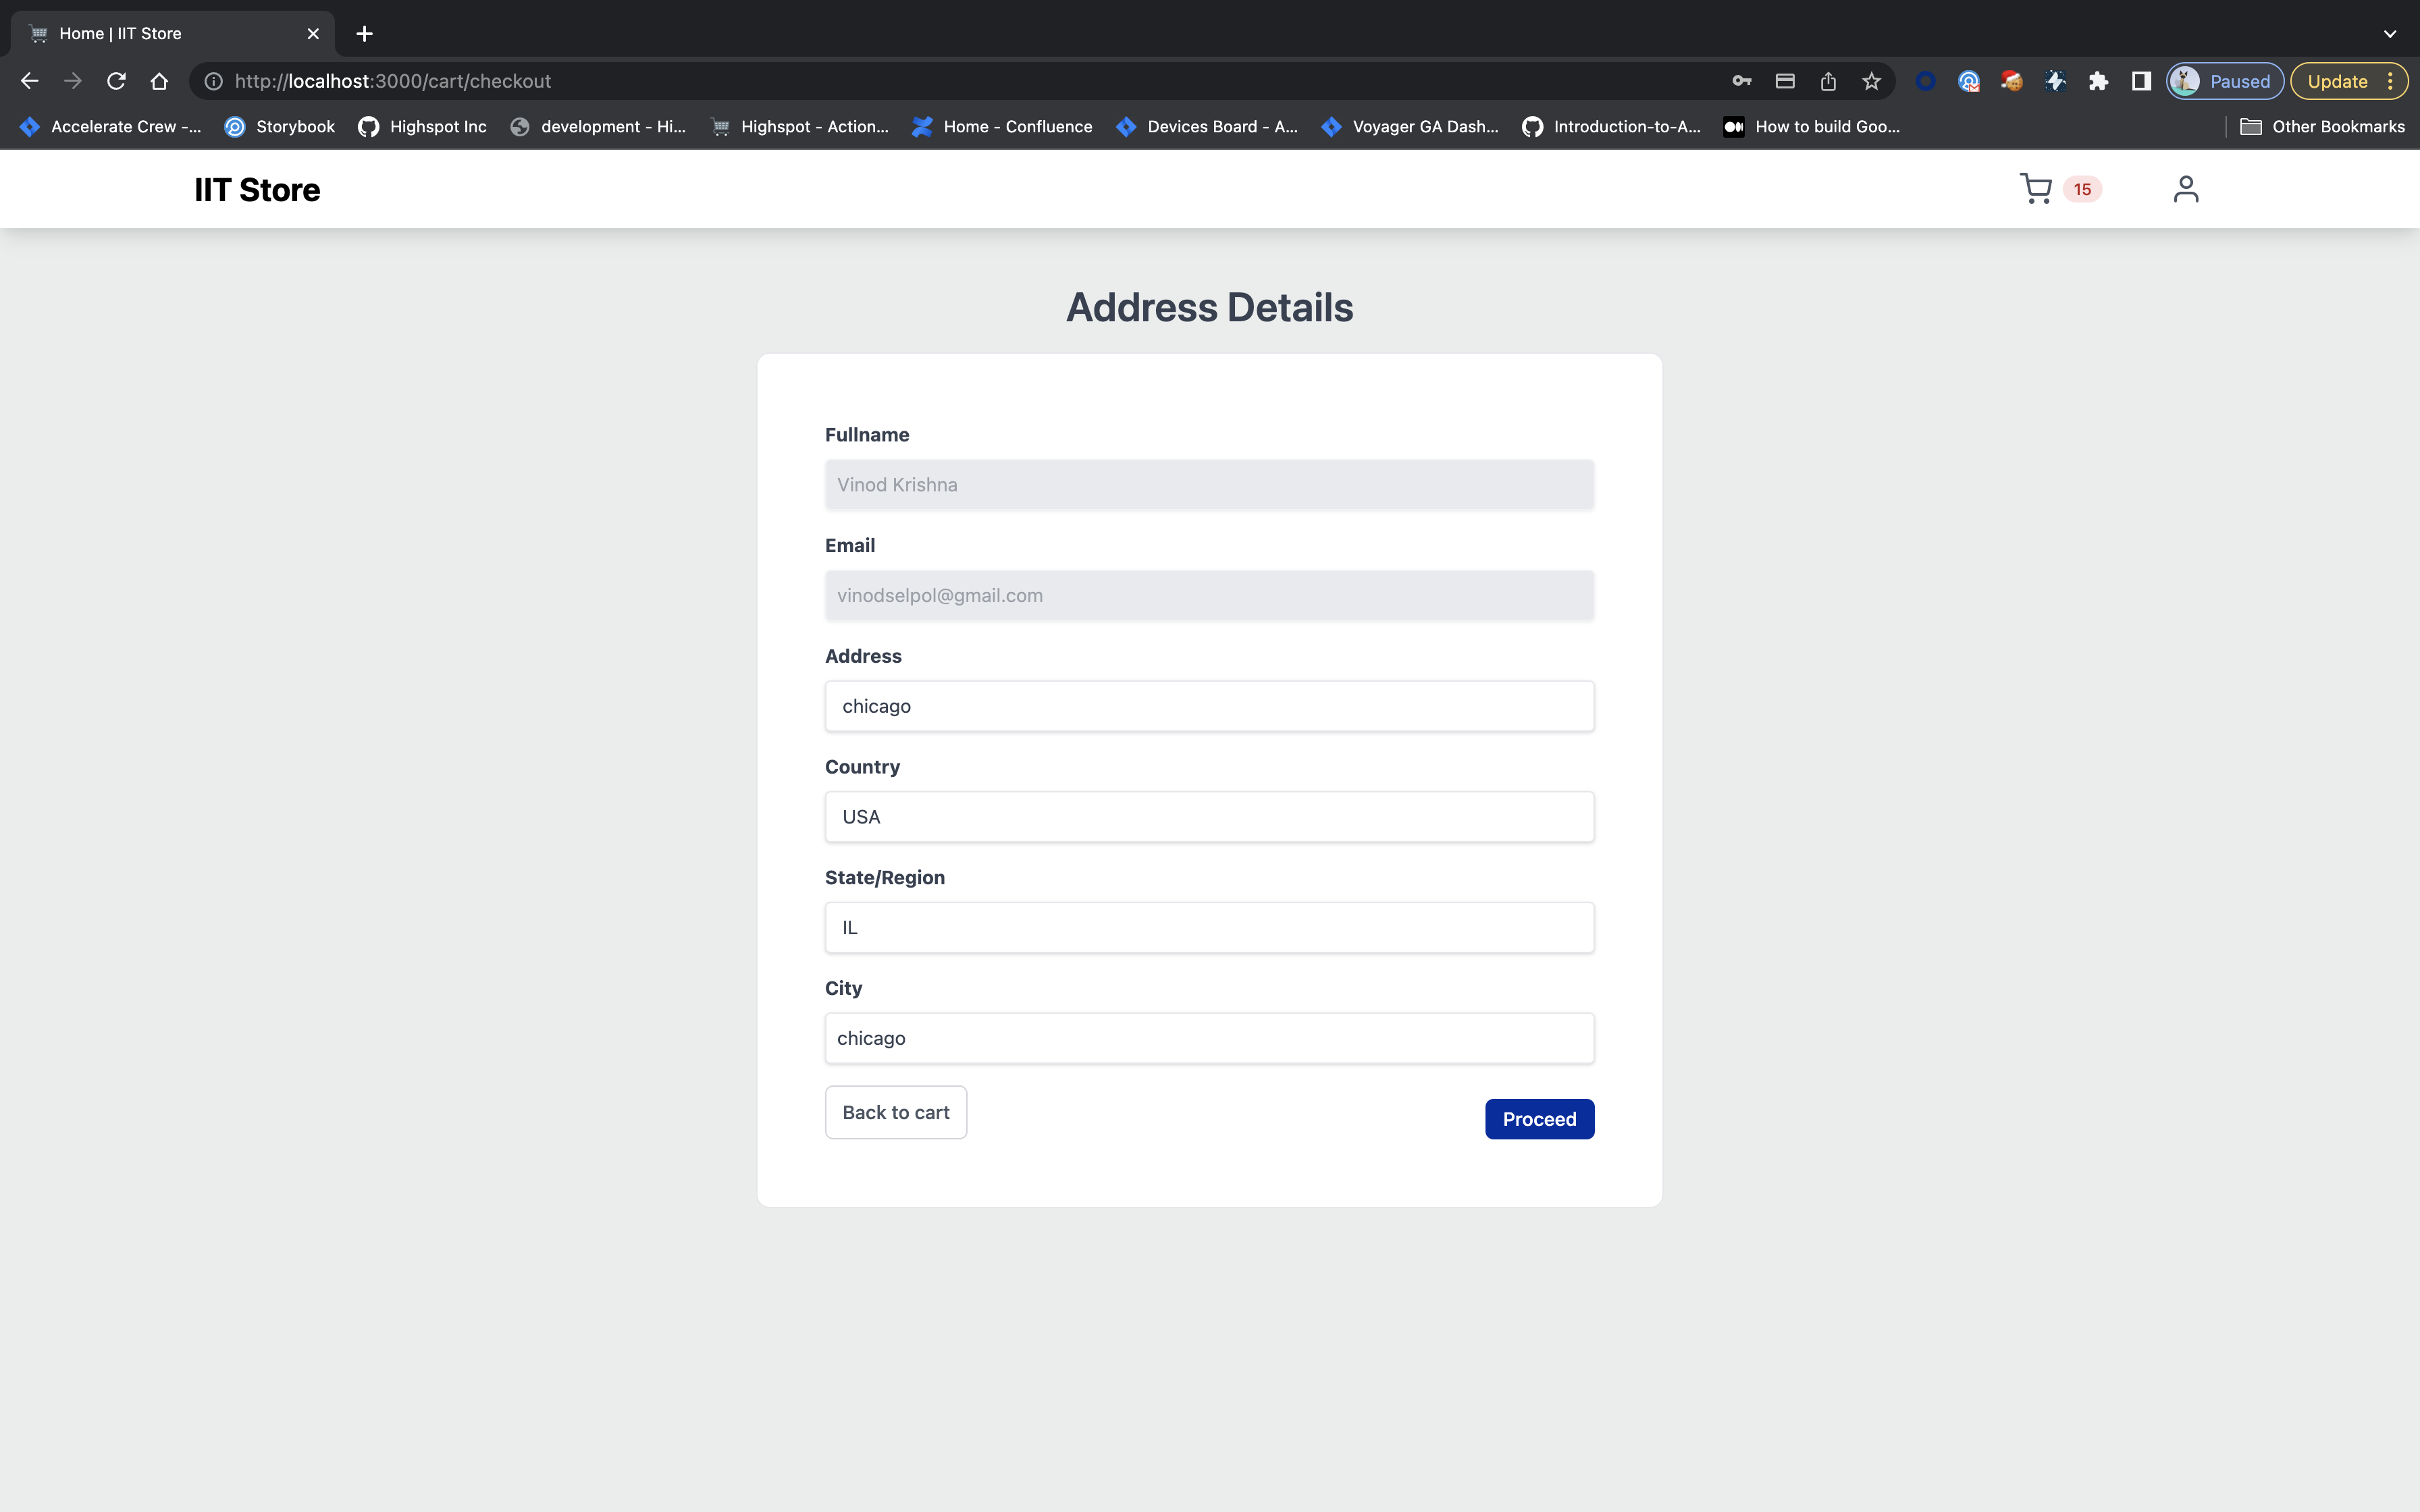 Home | IIT Store
http://localhost:3000/cart/checkout
Paused
Update
Accelerate Crew -...
Storybook
Highspot Inc
development - Hi...
Highspot - Action...
Home - Confluence
Devices Board - A...
Voyager GA Dash...
Introduction-to-A...
How to build Goo...
Other Bookmarks
IIT Store
15
Address Details
Fullname
Vinod Krishna
Email
vinodselpol@gmail.com
Address
chicago
Country
USA
State/Region
IL
City
chicago
Back to cart
Proceed